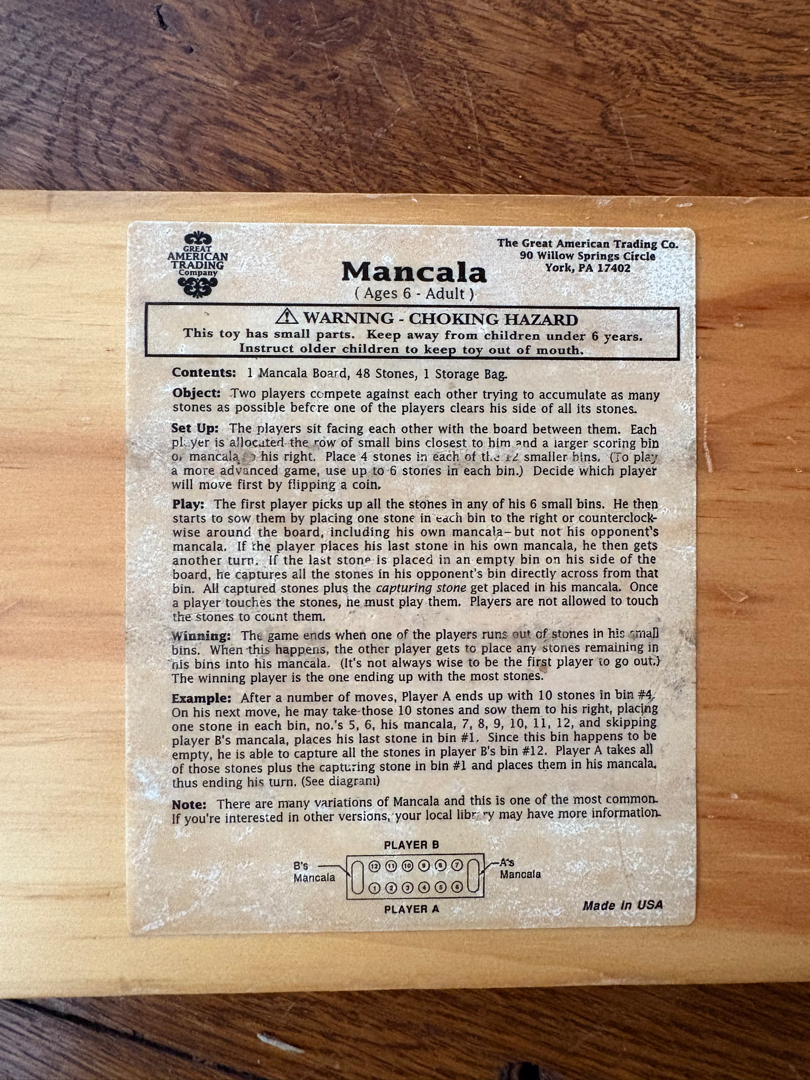 GREAT
AMERICAN
TRADING
Company
The Great American Trading Co.
90 Willow Springs Circle
York, PA 17402
Mancala
( Ages 6 - Adult )
⚠ WARNING - CHOKING HAZARD
This toy has small parts. Keep away from children under 6 years.
Instruct older children to keep toy out of mouth.
Contents: 1 Mancala Board, 48 Stones, 1 Storage Bag.
Object: Two players compete against each other trying to accumulate as many
stones as possible before one of the players clears his side of all its stones.
Set Up: The players sit facing each other with the board between them. Each
player is allocated the row of small bins closest to him and a larger scoring bin
or mancala to his right. Place 4 stones in each of the 12 smaller bins. (To play
a more advanced game, use up to 6 stones in each bin.) Decide which player
will move first by flipping a coin.
Play: The first player picks up all the stones in any of his 6 small bins. He then
starts to sow them by placing one stone in each bin to the right or counterclock-
wise around the board, including his own mancala–but not his opponent's
mancala. If the player places his last stone in his own mancala, he then gets
another turn. If the last stone is placed in an empty bin on his side of the
board, he captures all the stones in his opponent's bin directly across from that
bin. All captured stones plus the capturing stone get placed in his mancala. Once
a player touches the stones, he must play them. Players are not allowed to touch
the stones to count them.
Winning: The game ends when one of the players runs out of stones in his small
bins. When this happens, the other player gets to place any stones remaining in
his bins into his mancala. (It's not always wise to be the first player to go out.)
The winning player is the one ending up with the most stones.
Example: After a number of moves, Player A ends up with 10 stones in bin #4.
On his next move, he may take those 10 stones and sow them to his right, placing
one stone in each bin, no.'s 5, 6, his mancala, 7, 8, 9, 10, 11, 12, and skipping
player B's mancala, places his last stone in bin #1. Since this bin happens to be
empty, he is able to capture all the stones in player B's bin #12. Player A takes all
of those stones plus the capturing stone in bin #1 and places them in his mancala,
thus ending his turn. (See diagram)
Note: There are many variations of Mancala and this is one of the most common.
If you're interested in other versions, your local library may have more information.
PLAYER B
B's
Mancala
12 11 10 9 8 7
1 2 3 4 5 6
A's
Mancala
PLAYER A
Made in USA